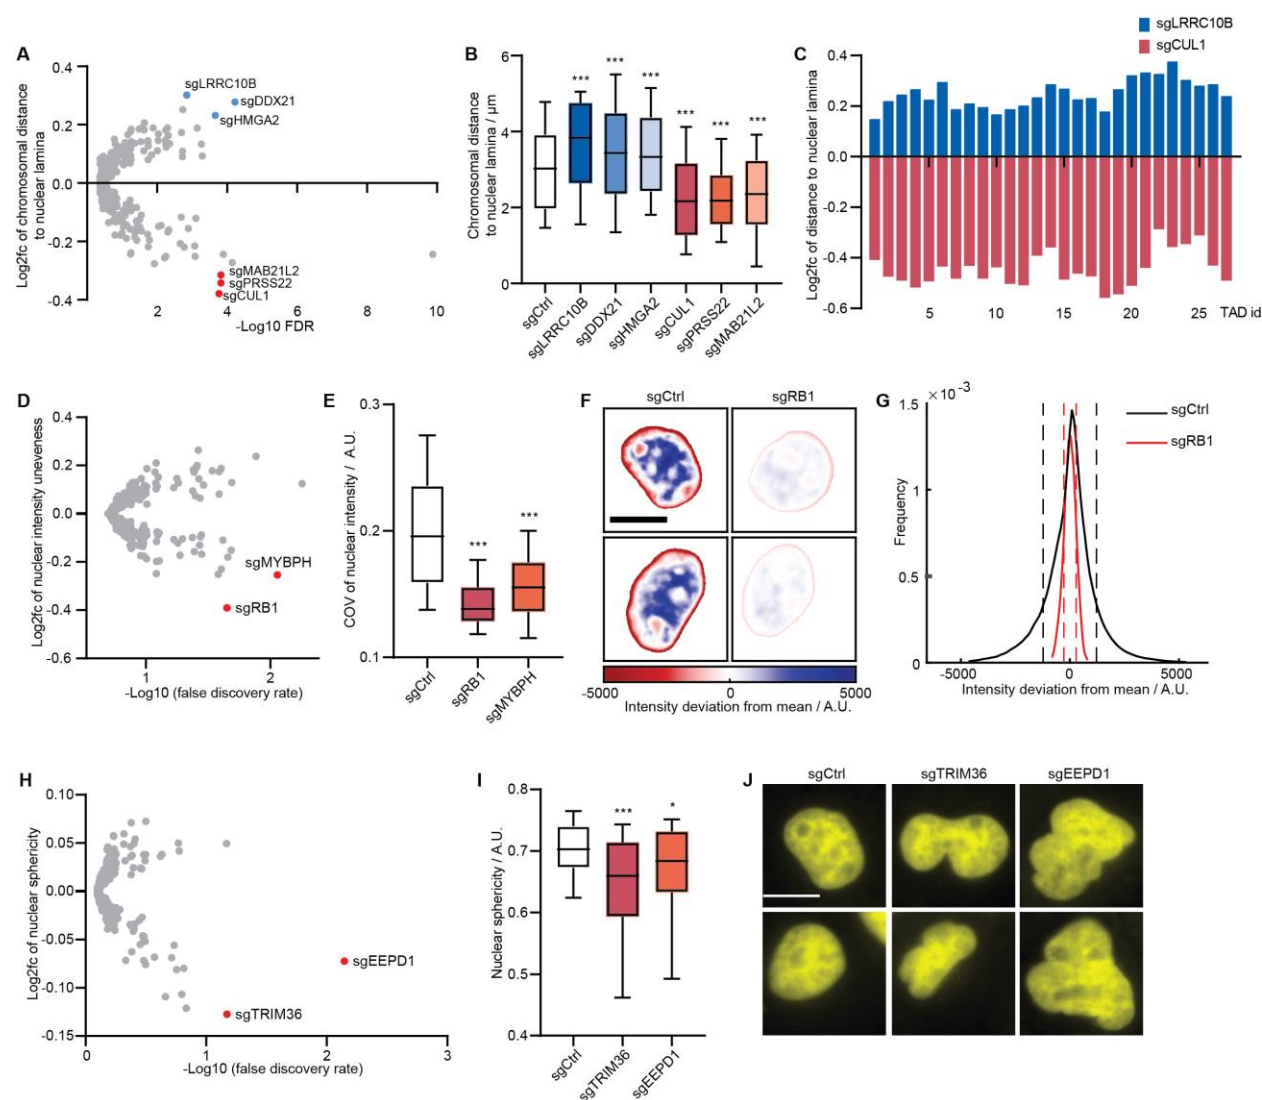 A
Log2fc of chromosomal distance
to nuclear lamina
0.4
0.2
0.0
-0.2
-0.4
sgLRRC10B
sgDDX21
sgHMGA2
sgMAB21L2
sgPRSS22
sgCUL1
2
4
6
8
10
-Log10 FDR
B
Chromosomal distance
to nuclear lamina / μm
6
4
2
0
***
***
***
***
***
***
sgCtrl
sgLRRC10B
sgDDX21
sgHMGA2
sgCUL1
sgPRSS22
sgMAB21L2
C
sgLRRC10B
sgCUL1
Log2fc of distance to nuclear lamina
0.4
0.2
0.0
-0.2
-0.4
-0.6
5
10
15
20
25
TAD id
D
Log2fc of nuclear intensity uneveness
0.4
0.2
0.0
-0.2
-0.4
-0.6
sgMYBPH
sgRB1
1
2
-Log10 (false discovery rate)
E
COV of nuclear intensity / A.U.
0.3
0.2
0.1
***
***
sgCtrl
sgRB1
sgMYBPH
F
sgCtrl
sgRB1
-5000
0
5000
Intensity deviation from mean / A.U.
G
×10-3
1.5
1
0.5
0
Frequency
sgCtrl
sgRB1
-5000
0
5000
Intensity deviation from mean / A.U.
H
Log2fc of nuclear sphericity
0.10
0.05
0.00
-0.05
-0.10
-0.15
sgEEPD1
sgTRIM36
0
1
2
3
-Log10 (false discovery rate)
I
Nuclear sphericity / A.U.
0.8
0.7
0.6
0.5
0.4
***
*
sgCtrl
sgTRIM36
sgEEPD1
J
sgCtrl
sgTRIM36
sgEEPD1